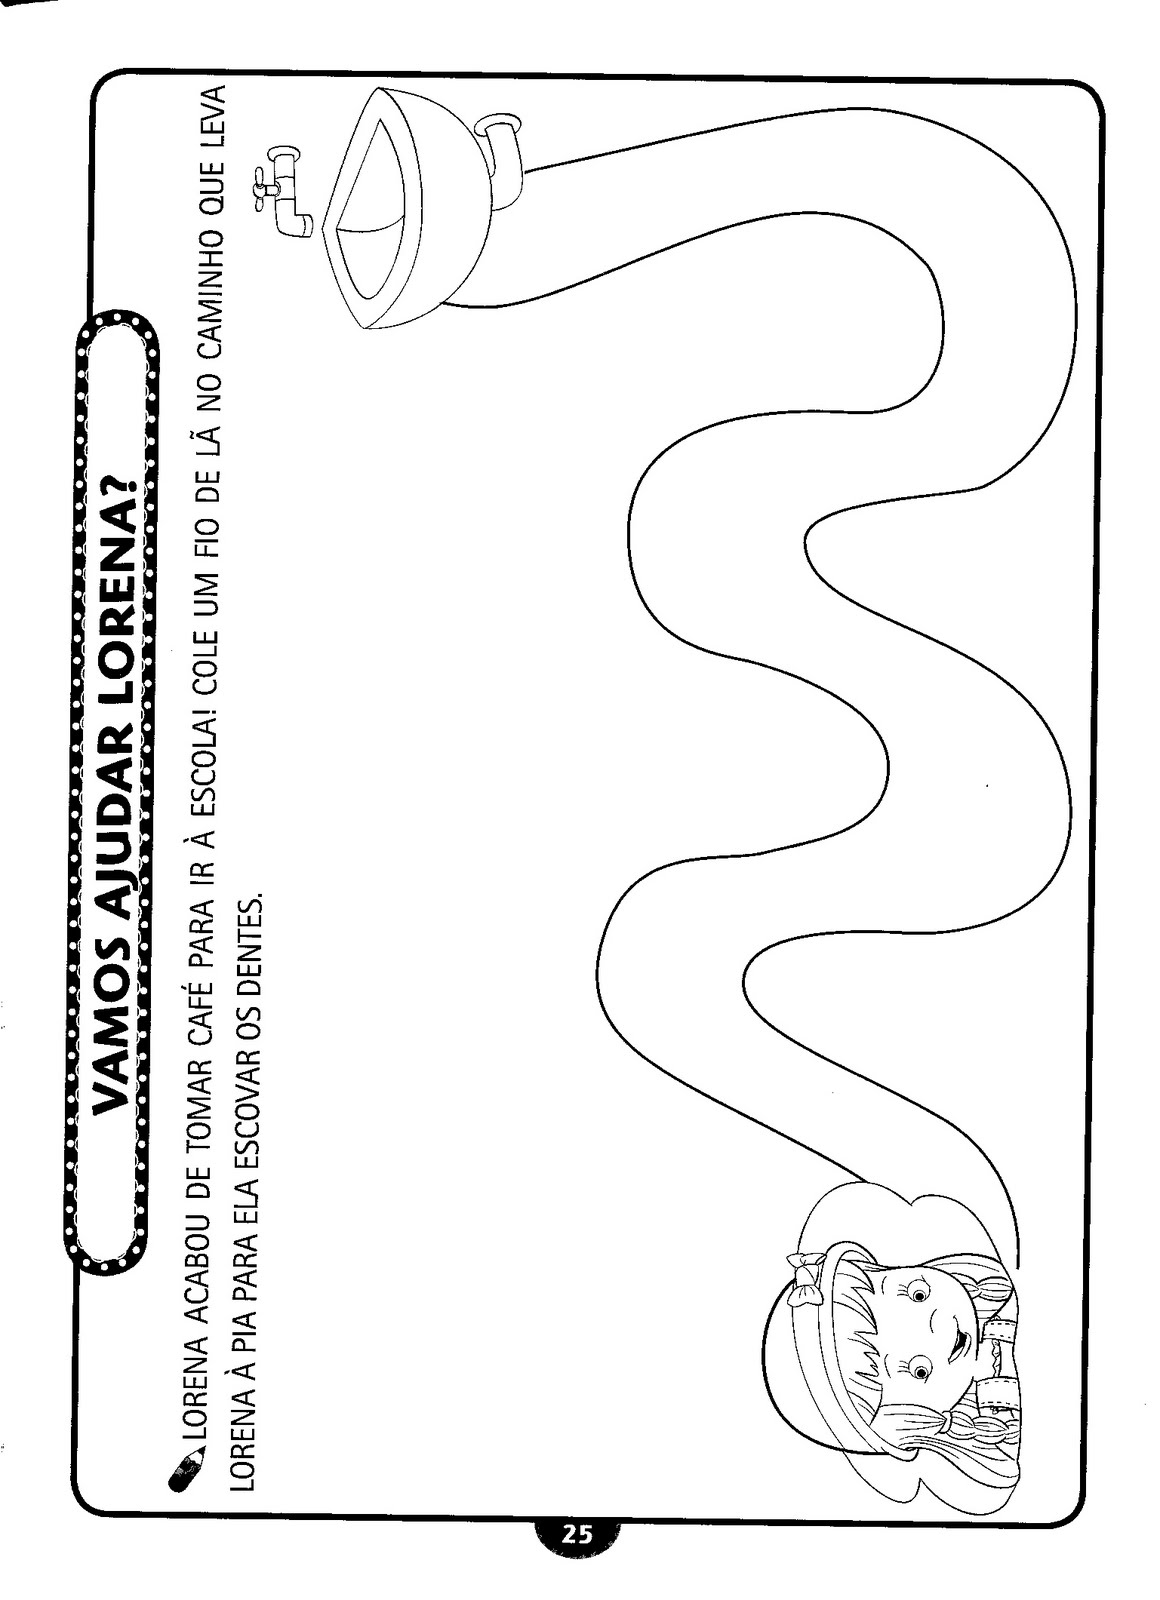 VAMOS AJUDAR LORENA?
LORENA ACABOU DE TOMAR CAFÉ PARA IR À ESCOLA! COLE UM FIO DE LÃ NO CAMINHO QUE LEVA
LORENA À PIA PARA ELA ESCOVAR OS DENTES.
25